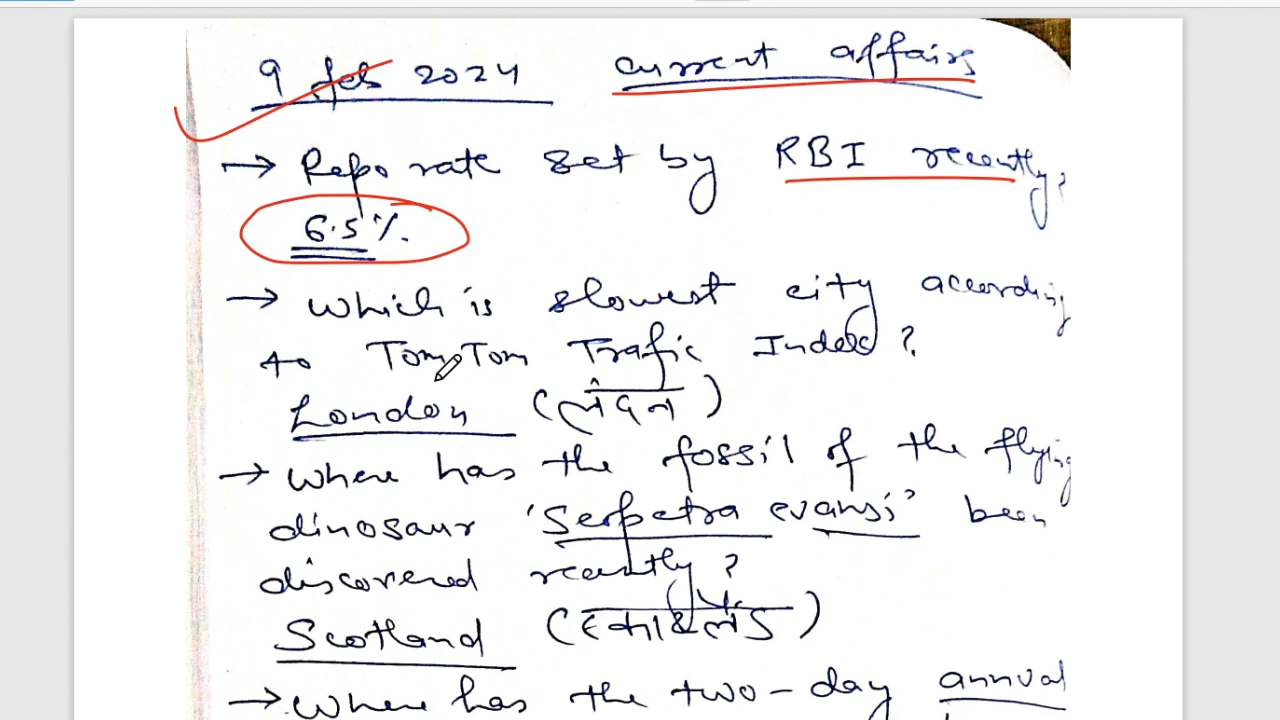 9 feb 2024 current affairs
→ Repo rate set by RBI recently?
6.5%.
→ Which is slowest city according
to TomTom Trafic Index?
London (लंदन)
→ Where has the fossil of the flying
dinosaur 'Serpetra evansi' been
discovered recently?
Scotland (स्काटलैंड)
→ Where has the two-day annual